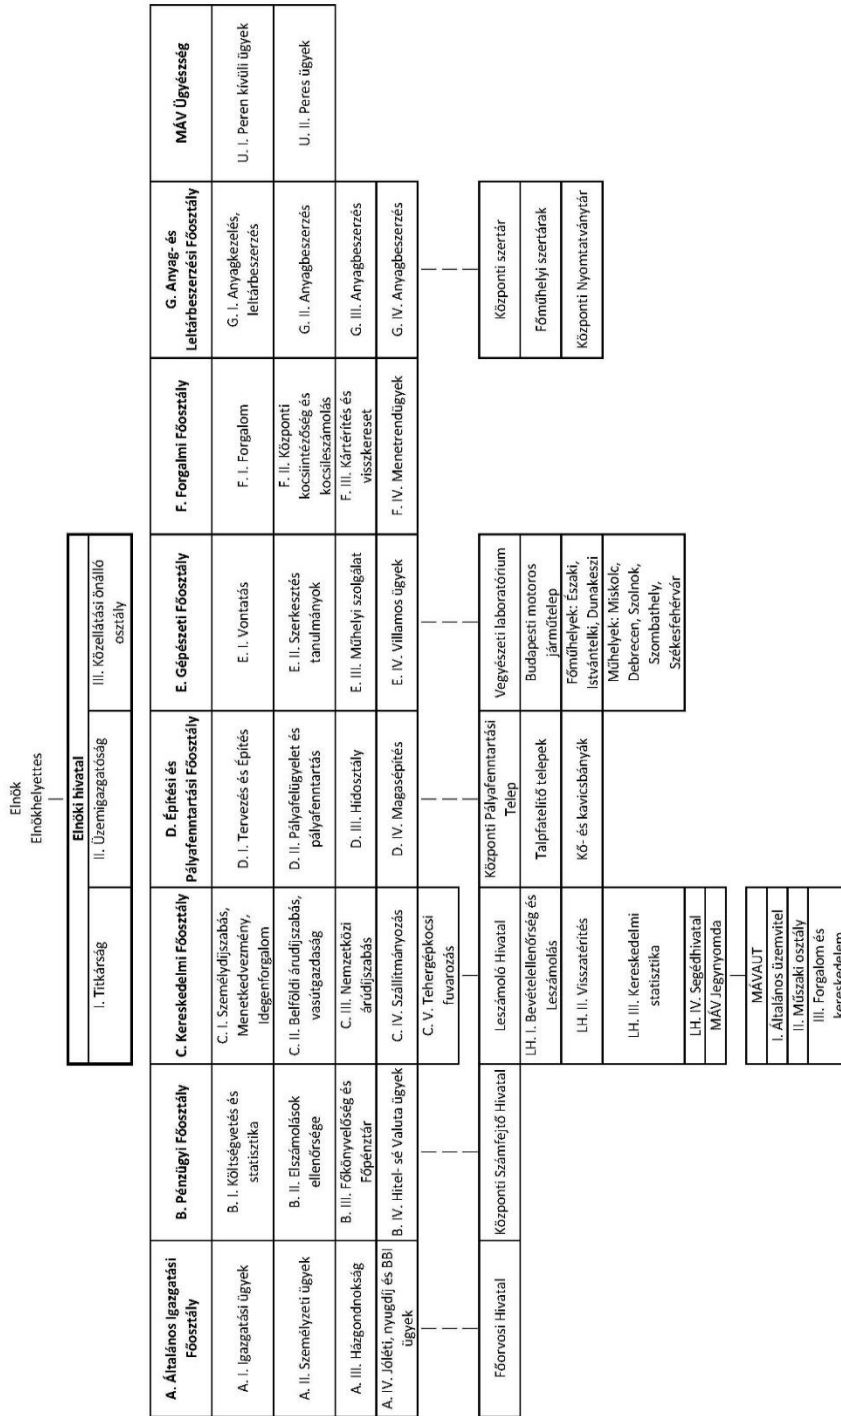 Elnök
Elnökhelyettes
Elnöki hivatal
I. Titkárság
II. Üzemigazgatóság
III. Közellátási önálló
osztály
A. Általános Igazgatási
Főosztály
A. I. Igazgatási ügyek
A. II. Személyzeti ügyek
A. III. Házgondnokság
A. IV. Jóléti, nyugdíj és BBI
ügyek
Főorvosi Hivatal
B. Pénzügyi Főosztály
B. I. Költségvetés és
statisztika
B. II. Elszámolások
ellenőrsége
B. III. Főkönyvelőség és
Főpénztár
B. IV. Hitel- sé Valuta ügyek
Központi Számfejtő Hivatal
C. Kereskedelmi Főosztály
C. I. Személydíjszabás,
Menetkedvezmény,
Idegenforgalom
C. II. Belföldi árudíjszabás,
vasútgazdaság
C. III. Nemzetközi
árúdíjszabás
C. IV. Szállítmányozás
C. V. Tehergépkocsi
fuvarozás
Leszámoló Hivatal
LH. I. Bevételellenőrség és
Leszámolás
LH. II. Visszatérítés
LH. III. Kereskedelmi
statisztika
LH. IV. Segédhivatal
MÁV Jegynyomda
MÁVAUT
I. Általános üzemvitel
II. Műszaki osztály
III. Forgalom és
kereskedelem
D. Építési és
Pályafenntartási Főosztály
D. I. Tervezés és Építés
D. II. Pályafelügyelet és
pályafenntartás
D. III. Hídosztály
D. IV. Magasépítés
Központi Pályafenntartási
Telep
Talpfatelítő telepek
Kő- és kavicsbányák
E. Gépészeti Főosztály
E. I. Vontatás
E. II. Szerkesztés
tanulmányok
E. III. Műhelyi szolgálat
E. IV. Villamos ügyek
Vegyészeti laboratórium
Budapesti motoros
járműtelep
Főműhelyek: Északi,
Istvántelki, Dunakeszi
Műhelyek: Miskolc,
Debrecen, Szolnok,
Szombathely,
Székesfehérvár
F. Forgalmi Főosztály
F. I. Forgalom
F. II. Központi
kocsiintézőség és
kocsileszámolás
F. III. Kártérítés és
visszkereset
F. IV. Menetrendügyek
G. Anyag- és
Leltárbeszerzési Főosztály
G. I. Anyagkezelés,
leltárbeszerzés
G. II. Anyagbeszerzés
G. III. Anyagbeszerzés
G. IV. Anyagbeszerzés
Központi szertár
Főműhelyi szertárak
Központi Nyomtatványtár
MÁV Ügyészség
U. I. Peren kívüli ügyek
U. II. Peres ügyek